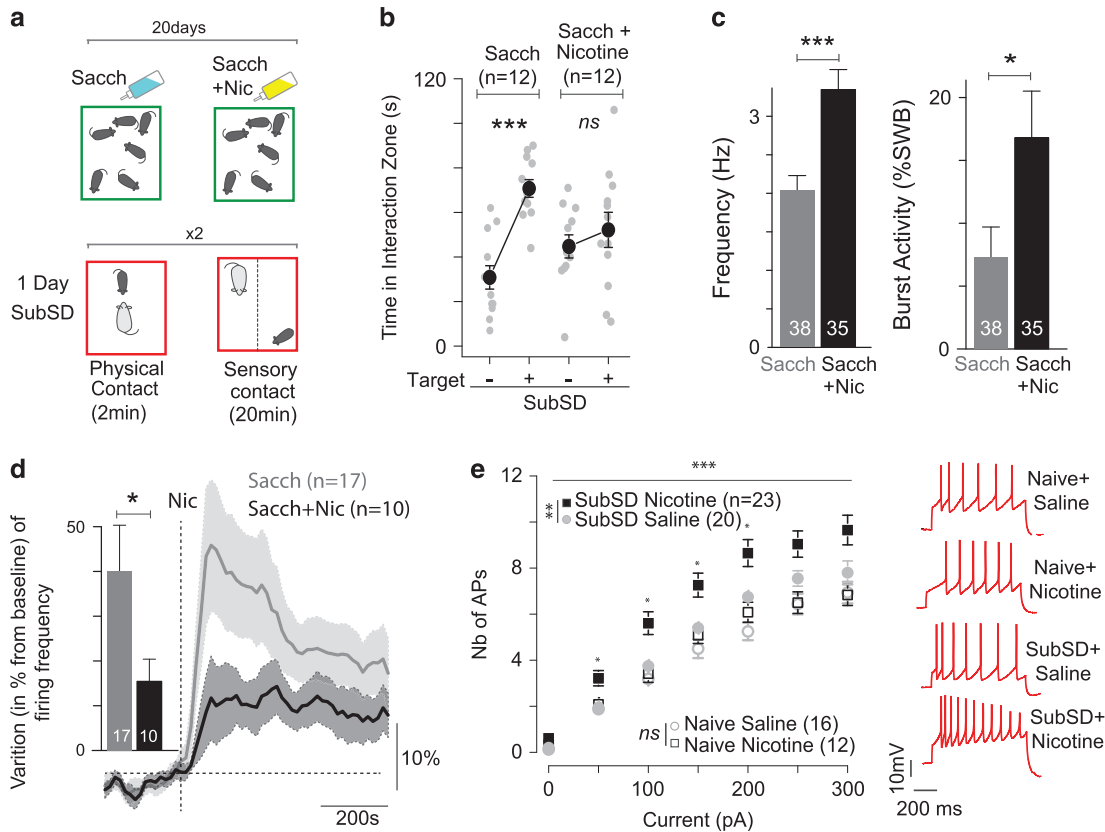 a
20days
Sacch
Sacch
+Nic
x2
1 Day
SubSD
Physical
Contact
(2min)
Sensory
contact
(20min)
b
Sacch
(n=12)
Sacch +
Nicotine
(n=12)
120
***
ns
Time in Interaction Zone (s)
0
Target
-
+
-
+
SubSD
c
***
3
Frequency (Hz)
0
38
35
Sacch
Sacch
+Nic
*
20
Burst Activity (%SWB)
0
38
35
Sacch
Sacch
+Nic
d
Sacch (n=17)
Sacch+Nic (n=10)
*
Nic
50
Varition (in % from baseline) of
firing frequency
0
17
10
10%
200s
e
12
***
**
SubSD Nicotine (n=23)
SubSD Saline (20)
*
*
*
*
8
Nb of APs
4
0
ns
Naive Saline (16)
Naive Nicotine (12)
0
100
200
300
Current (pA)
Naive+
Saline
Naive+
Nicotine
SubSD+
Saline
SubSD+
Nicotine
10mV
200 ms